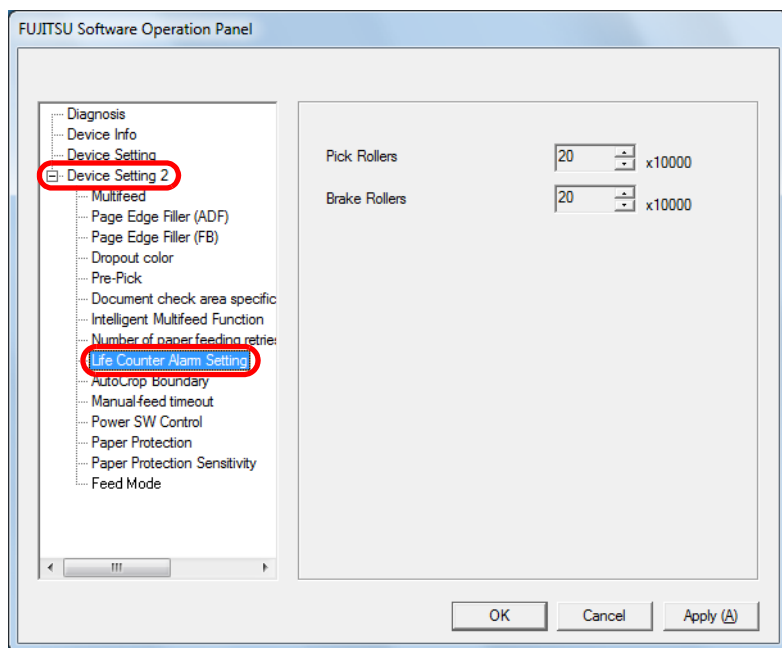 FUJITSU Software Operation Panel
Diagnosis
Device Info
Device Setting
Device Setting 2
Multifeed
Page Edge Filler (ADF)
Page Edge Filler (FB)
Dropout color
Pre-Pick
Document check area specific
Intelligent Multifeed Function
Number of paper feeding retries
Life Counter Alarm Setting
AutoCrop Boundary
Manual-feed timeout
Power SW Control
Paper Protection
Paper Protection Sensitivity
Feed Mode
Pick Rollers 20 x10000
Brake Rollers 20 x10000
OK Cancel Apply (A)